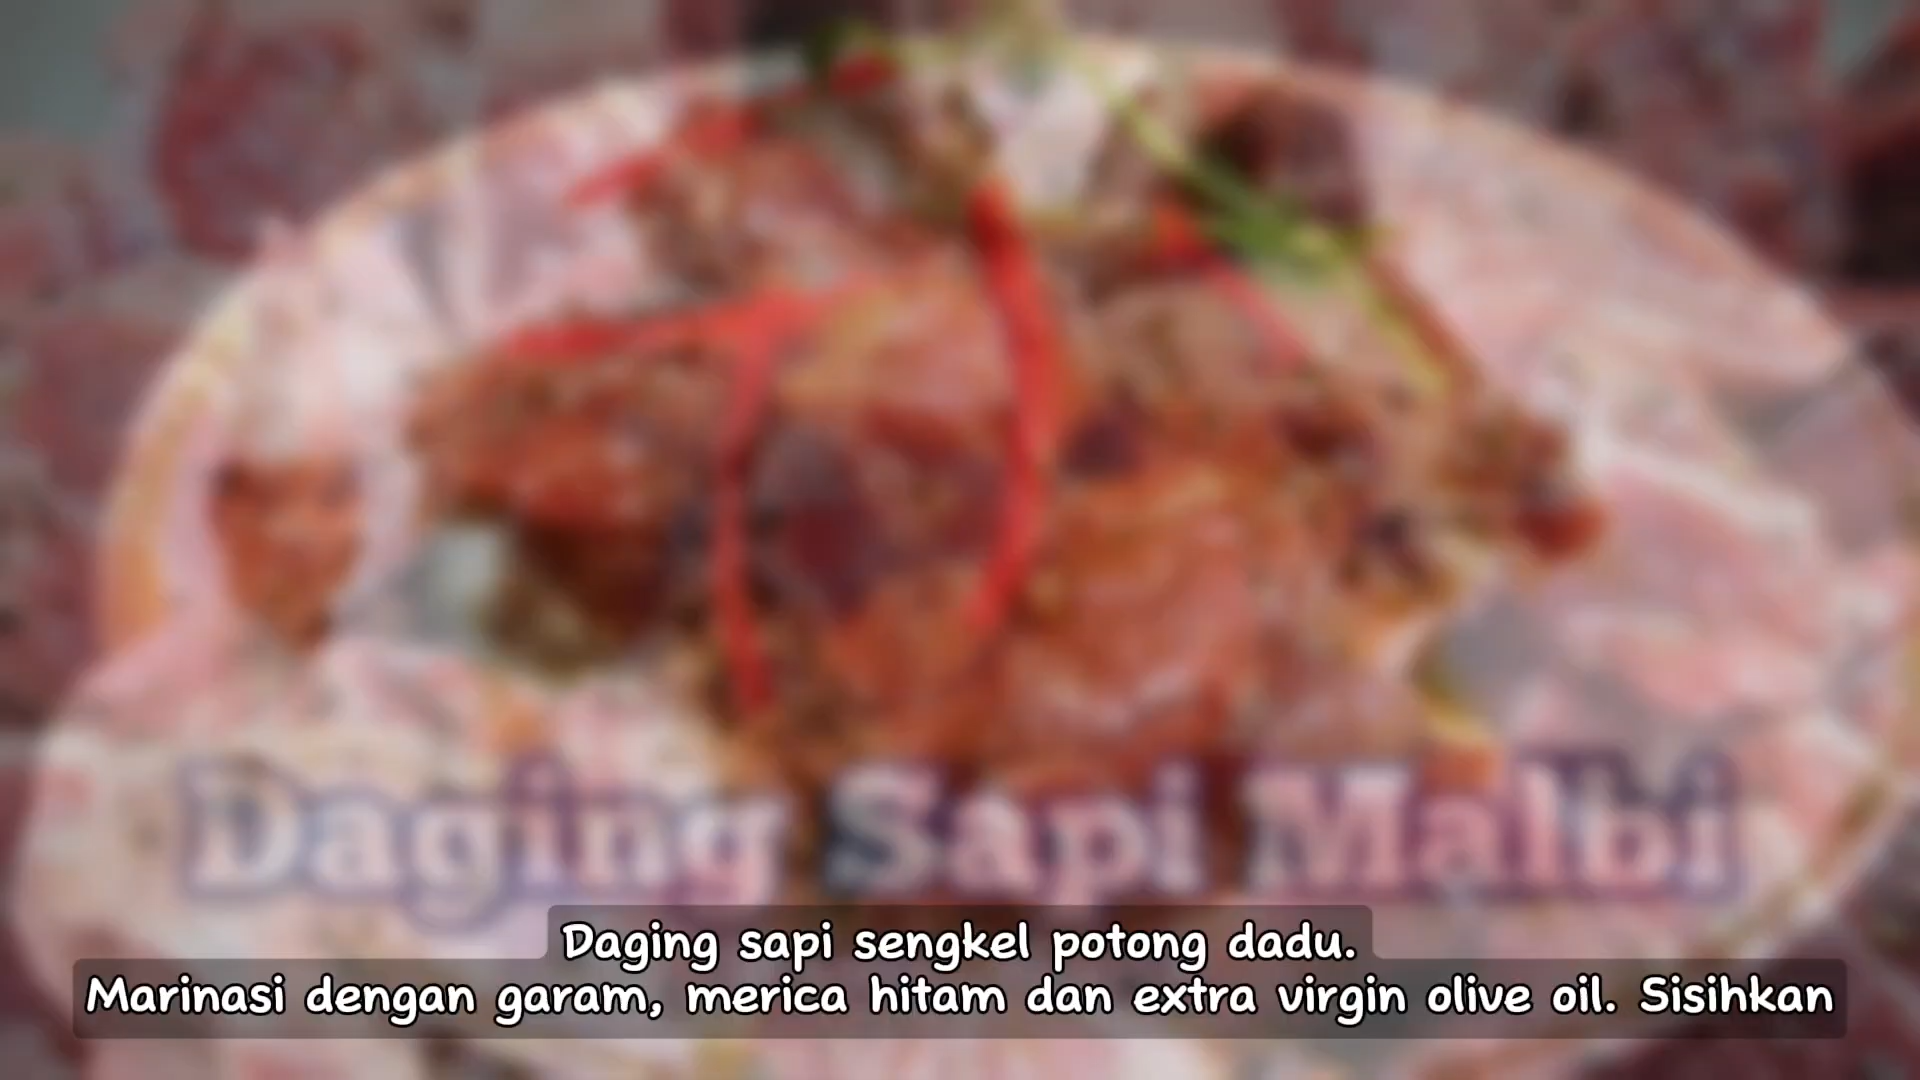 Daging Sapi Malbi
Daging sapi sengkel potong dadu.
Marinasi dengan garam, merica hitam dan extra virgin olive oil. Sisihkan